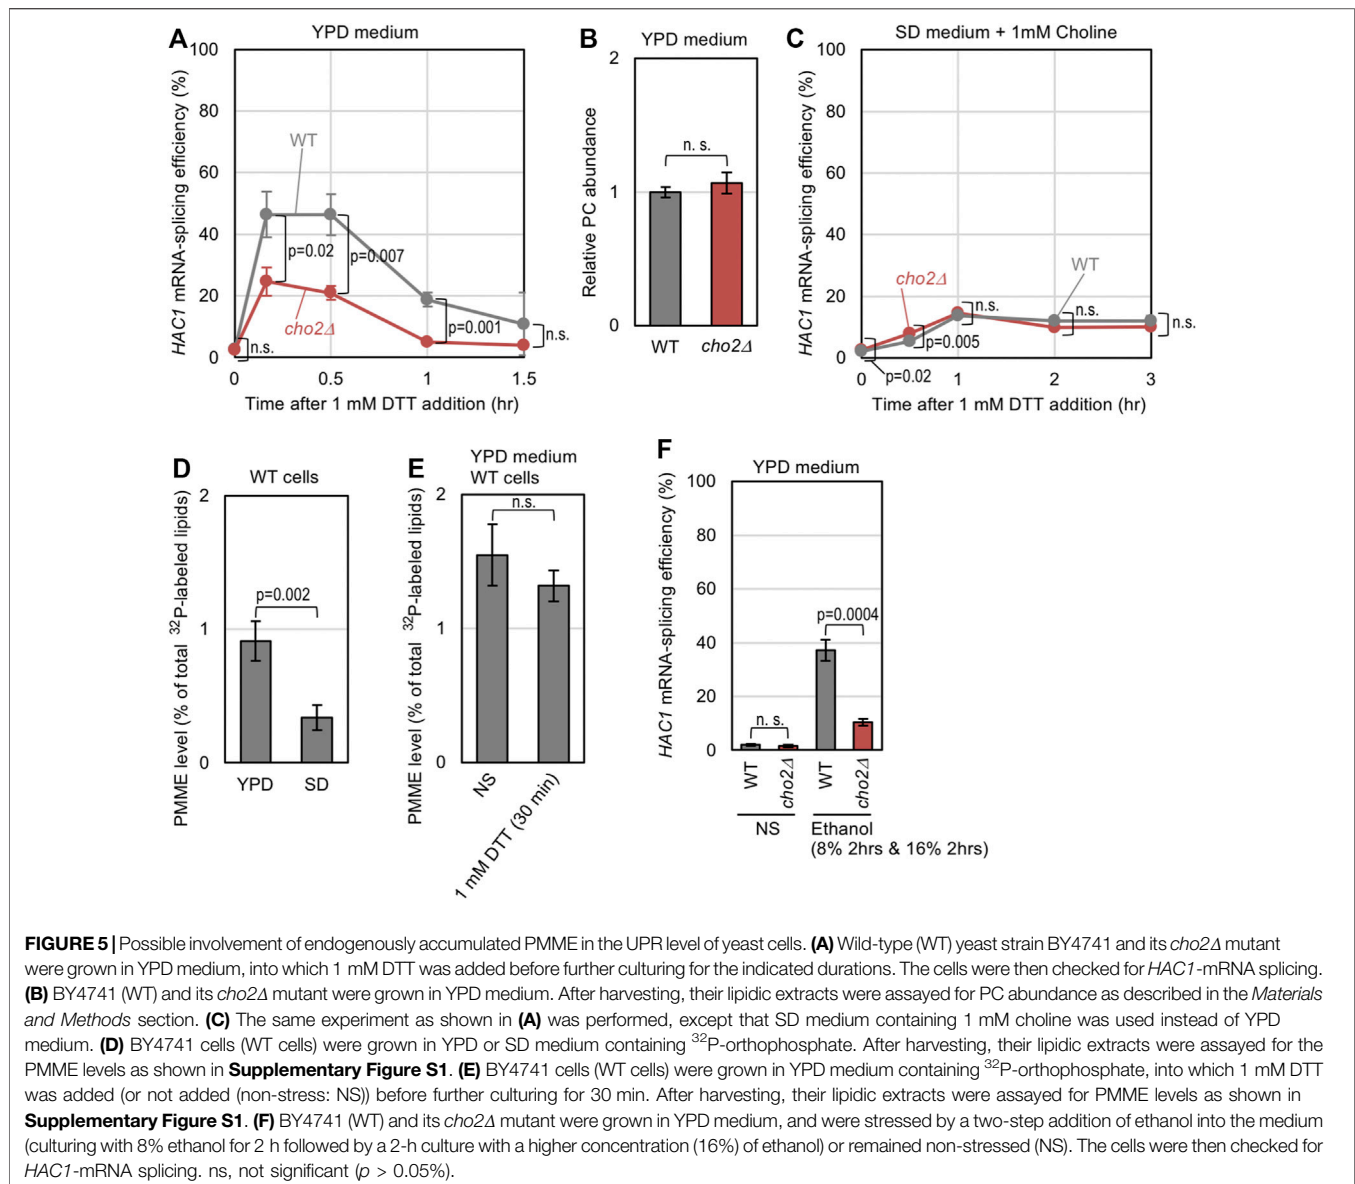 A
YPD medium
HAC1 mRNA-splicing efficiency (%)
100
80
60
40
20
0
WT
cho2Δ
p=0.02
p=0.007
p=0.001
n.s.
n.s.
0 0.5 1 1.5
Time after 1 mM DTT addition (hr)
B
YPD medium
Relative PC abundance
2
1
0
n. s.
WT cho2Δ
C
SD medium + 1mM Choline
HAC1 mRNA-splicing efficiency (%)
100
80
60
40
20
0
cho2Δ
WT
n.s.
n.s.
n.s.
p=0.005
p=0.02
0 1 2 3
Time after 1 mM DTT addition (hr)
D
WT cells
PMME level (% of total ³²P-labeled lipids)
2
1
0
p=0.002
YPD SD
E
YPD medium
WT cells
PMME level (% of total ³²P-labeled lipids)
2
1
0
n.s.
NS
1 mM DTT (30 min)
F
YPD medium
HAC1 mRNA-splicing efficiency (%)
100
80
60
40
20
0
n. s.
p=0.0004
WT
cho2Δ
WT
cho2Δ
NS
Ethanol
(8% 2hrs & 16% 2hrs)
FIGURE 5 | Possible involvement of endogenously accumulated PMME in the UPR level of yeast cells. (A) Wild-type (WT) yeast strain BY4741 and its cho2Δ mutant
were grown in YPD medium, into which 1 mM DTT was added before further culturing for the indicated durations. The cells were then checked for HAC1-mRNA splicing.
(B) BY4741 (WT) and its cho2Δ mutant were grown in YPD medium. After harvesting, their lipidic extracts were assayed for PC abundance as described in the Materials
and Methods section. (C) The same experiment as shown in (A) was performed, except that SD medium containing 1 mM choline was used instead of YPD
medium. (D) BY4741 cells (WT cells) were grown in YPD or SD medium containing ³²P-orthophosphate. After harvesting, their lipidic extracts were assayed for the
PMME levels as shown in Supplementary Figure S1. (E) BY4741 cells (WT cells) were grown in YPD medium containing ³²P-orthophosphate, into which 1 mM DTT
was added (or not added (non-stress: NS)) before further culturing for 30 min. After harvesting, their lipidic extracts were assayed for PMME levels as shown in
Supplementary Figure S1. (F) BY4741 (WT) and its cho2Δ mutant were grown in YPD medium, and were stressed by a two-step addition of ethanol into the medium
(culturing with 8% ethanol for 2 h followed by a 2-h culture with a higher concentration (16%) of ethanol) or remained non-stressed (NS). The cells were then checked for
HAC1-mRNA splicing. ns, not significant (p > 0.05%).